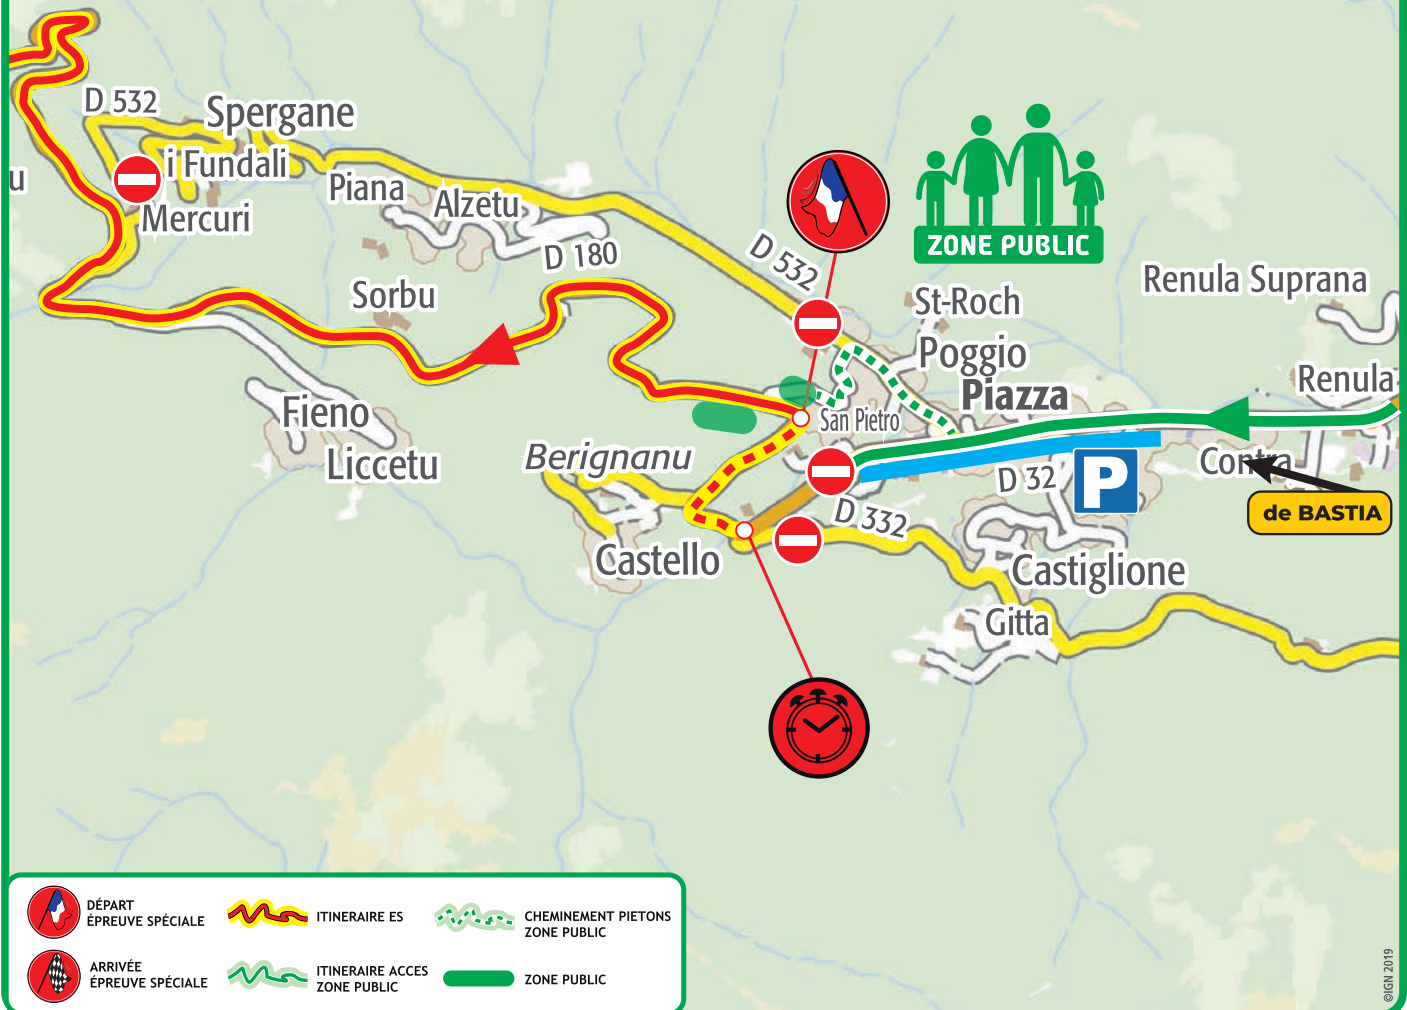 D 532
Spergane
i Fundali
u
Mercuri
Piana
Alzetu
D 180
D 532
ZONE PUBLIC
Sorbu
St-Roch
Renula Suprana
Poggio
Piazza
Renula
San Pietro
Fieno
Liccetu
Berignanu
D 32
P
Contra
de BASTIA
D 332
Castello
Castiglione
Gitta
DÉPART
ÉPREUVE SPÉCIALE
ITINERAIRE ES
CHEMINEMENT PIETONS
ZONE PUBLIC
ARRIVÉE
ÉPREUVE SPÉCIALE
ITINERAIRE ACCES
ZONE PUBLIC
ZONE PUBLIC
©IGN 2019